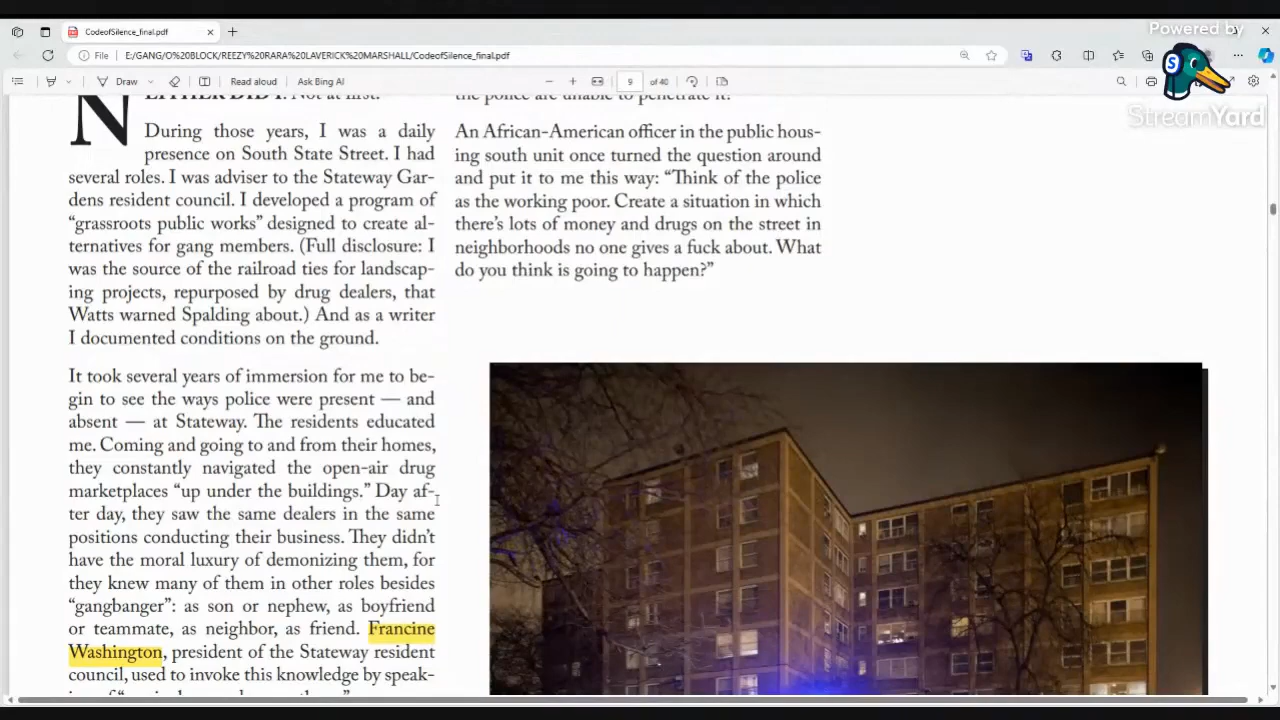 CodeofSilence_final.pdf
Powered by
File
E:/GANG/O%20BLOCK/REEZY%20RARA%20LAVERICK%20MARSHALL/CodeofSilence_final.pdf
Draw
Read aloud
Ask Bing AI
9
of 40
S
StreamYard
NEITHER DID I. Not at first.
During those years, I was a daily
presence on South State Street. I had
several roles. I was adviser to the Stateway Gar-
dens resident council. I developed a program of
“grassroots public works” designed to create al-
ternatives for gang members. (Full disclosure: I
was the source of the railroad ties for landscap-
ing projects, repurposed by drug dealers, that
Watts warned Spalding about.) And as a writer
I documented conditions on the ground.
It took several years of immersion for me to be-
gin to see the ways police were present — and
absent — at Stateway. The residents educated
me. Coming and going to and from their homes,
they constantly navigated the open-air drug
marketplaces “up under the buildings.” Day af-
ter day, they saw the same dealers in the same
positions conducting their business. They didn’t
have the moral luxury of demonizing them, for
they knew many of them in other roles besides
“gangbanger”: as son or nephew, as boyfriend
or teammate, as neighbor, as friend. Francine
Washington, president of the Stateway resident
council, used to invoke this knowledge by speak-
the police are unable to penetrate it?
An African-American officer in the public hous-
ing south unit once turned the question around
and put it to me this way: “Think of the police
as the working poor. Create a situation in which
there’s lots of money and drugs on the street in
neighborhoods no one gives a fuck about. What
do you think is going to happen?”